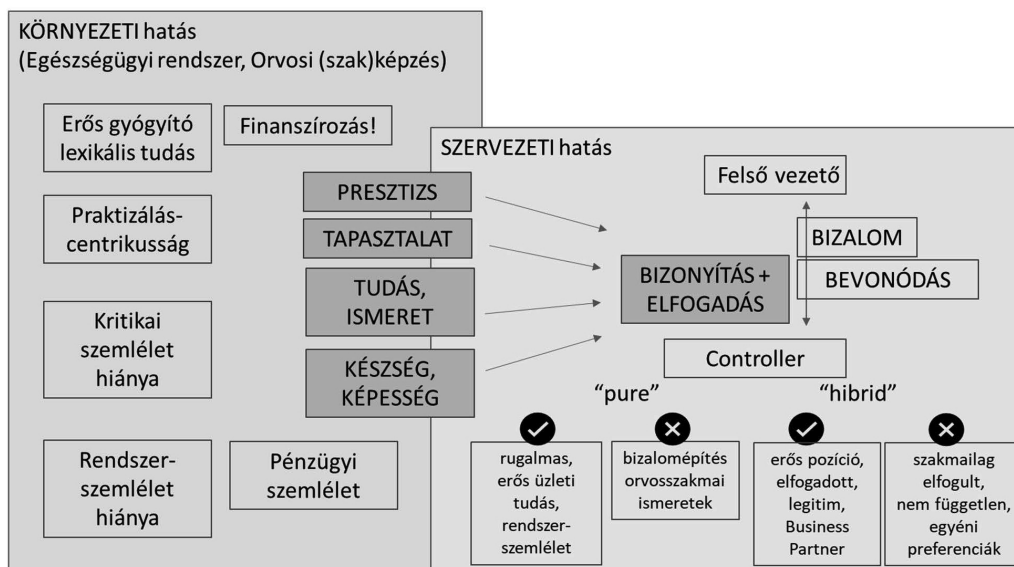 KÖRNYEZETI hatás
(Egészségügyi rendszer, Orvosi (szak)képzés)
Erős gyógyító
lexikális tudás
Finanszírozás!
Praktizálás-
centrikusság
Kritikai
szemlélet
hiánya
Rendszer-
szemlélet
hiánya
Pénzügyi
szemlélet
PRESZTIZS
TAPASZTALAT
TUDÁS,
ISMERET
KÉSZSÉG,
KÉPESSÉG
SZERVEZETI hatás
Felső vezető
BIZALOM
BEVONÓDÁS
BIZONYÍTÁS +
ELFOGADÁS
Controller
“pure”
“hibrid”
rugalmas,
erős üzleti
tudás,
rendszer-
szemlélet
bizalomépítés
orvosszakmai
ismeretek
erős pozíció,
elfogadott,
legitim,
Business
Partner
szakmailag
elfogult,
nem független,
egyéni
preferenciák